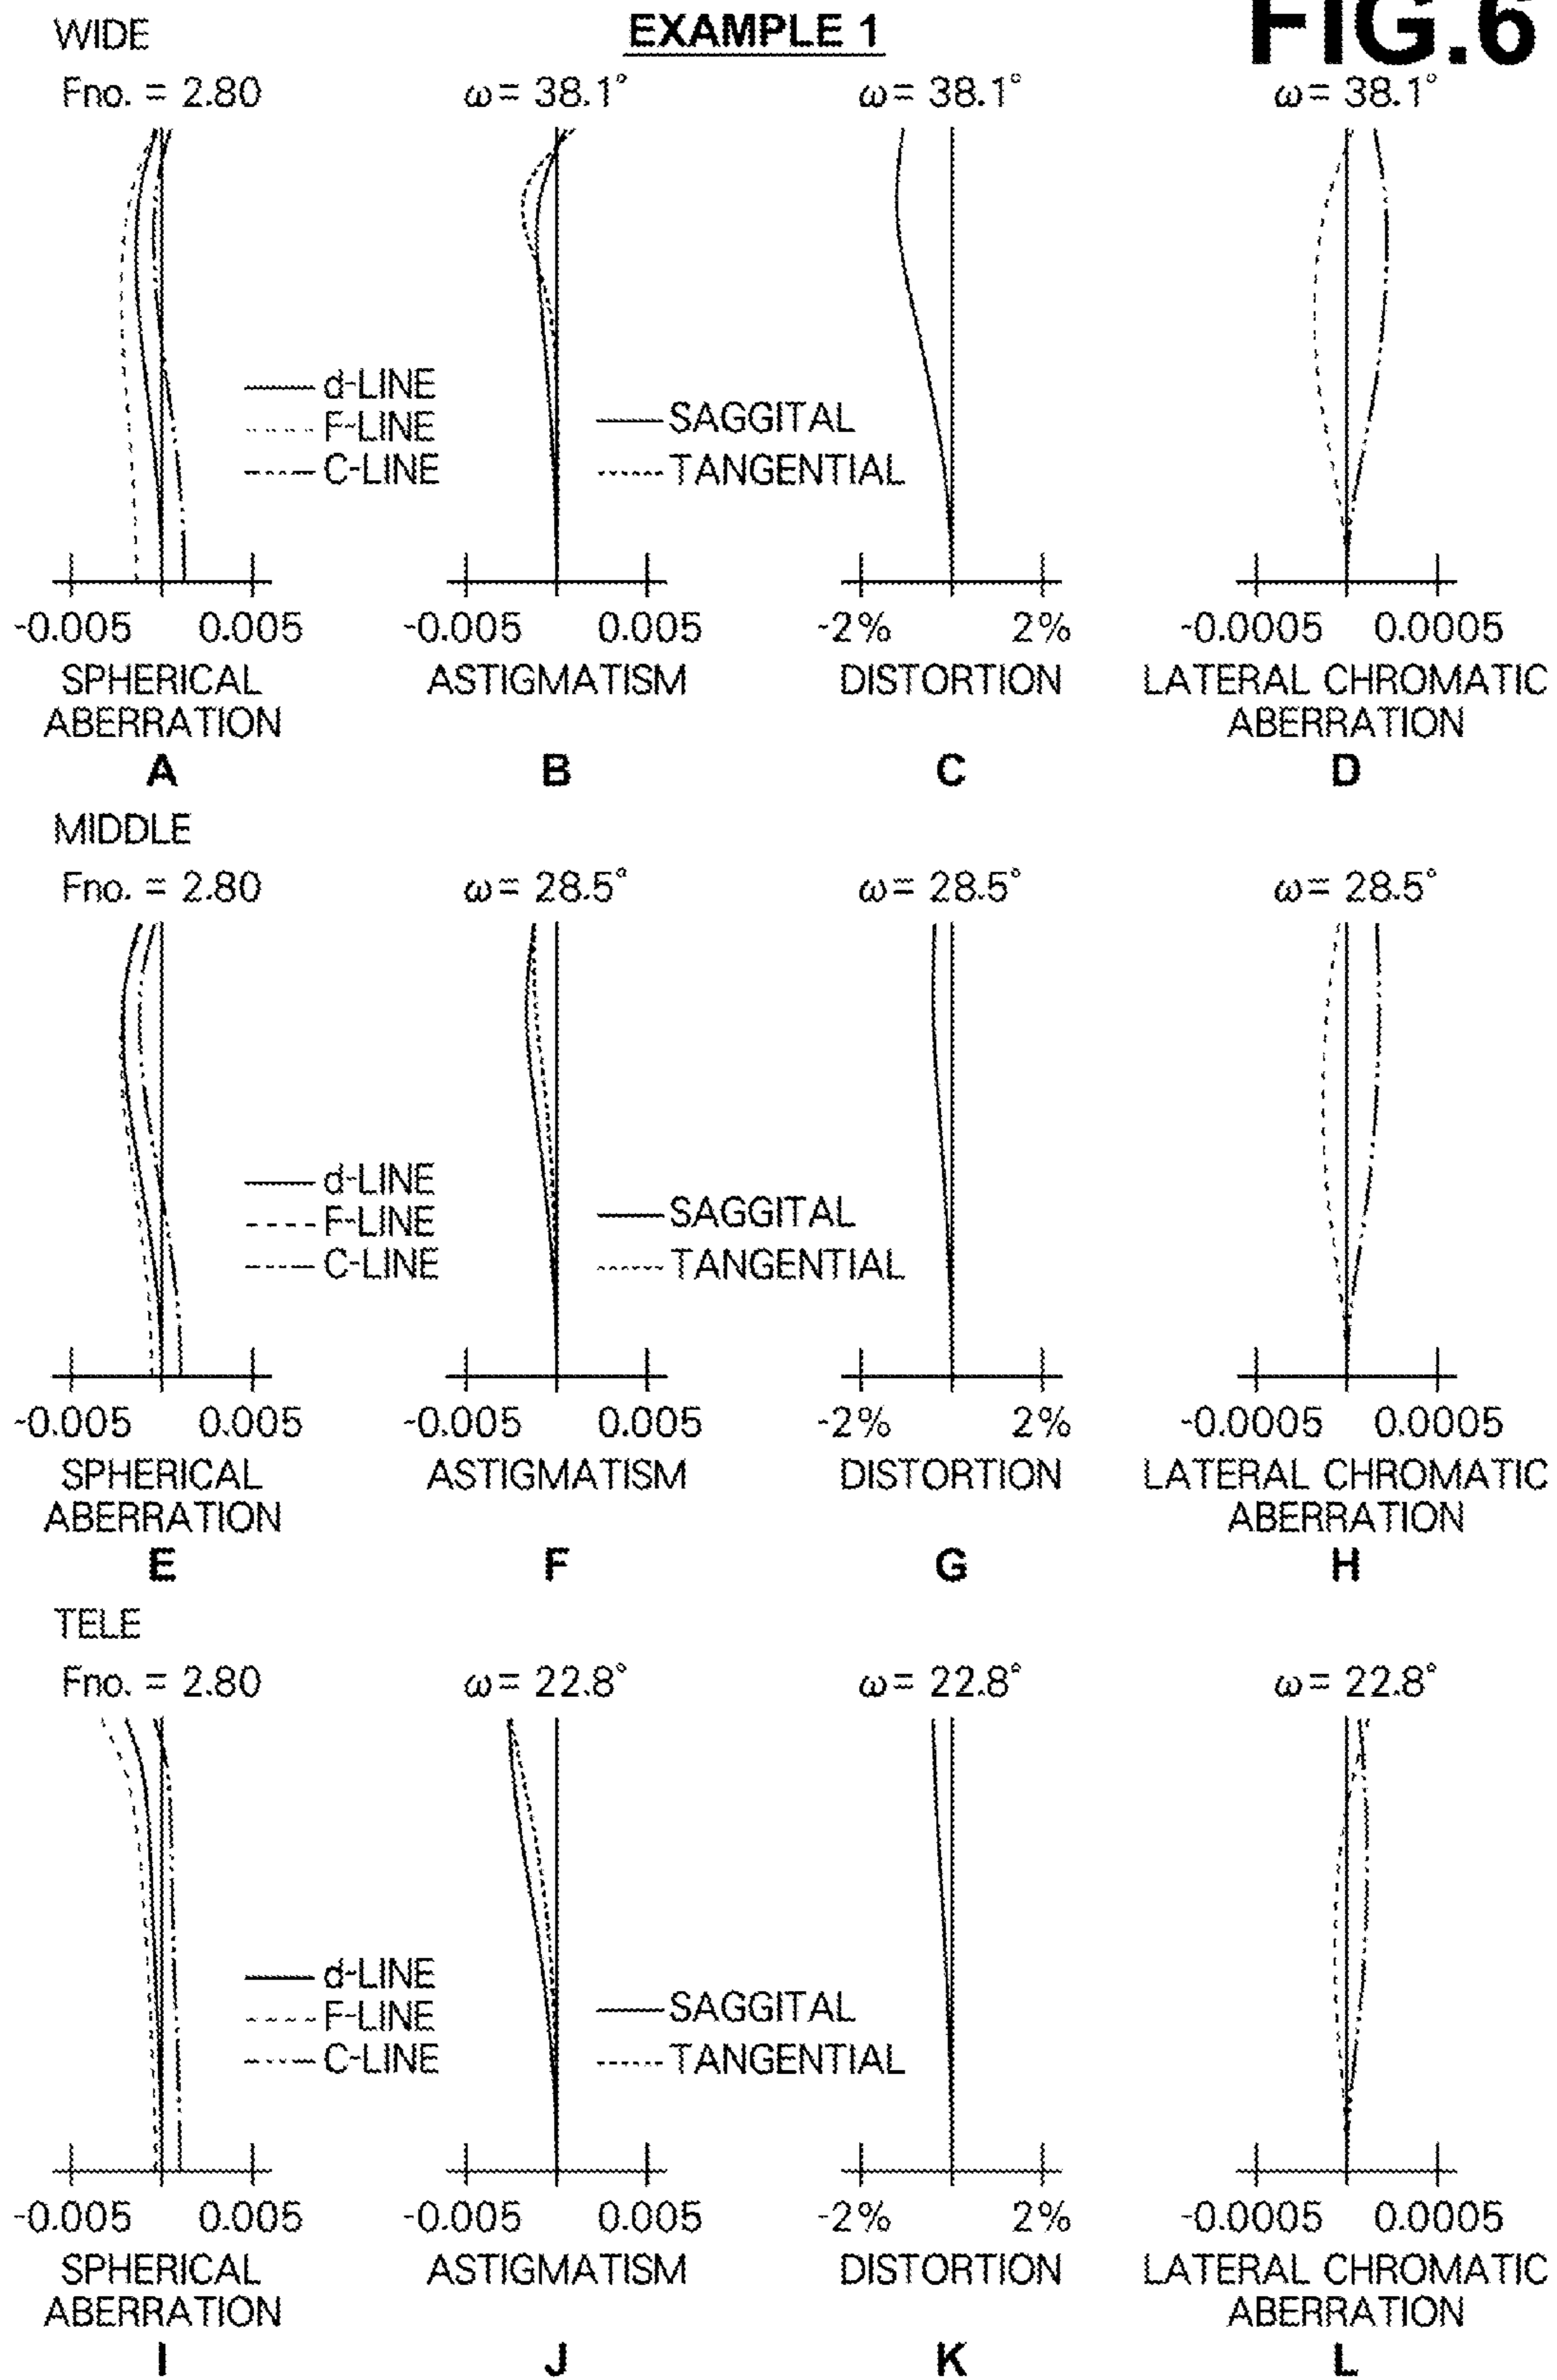 FIG.6
EXAMPLE 1
WIDE
Fno. = 2.80
ω= 38.1°
ω= 38.1°
ω= 38.1°
d-LINE
F-LINE
C-LINE
SAGGITAL
TANGENTIAL
-0.005 0.005
-0.005 0.005
-2% 2%
-0.0005 0.0005
SPHERICAL
ABERRATION
ASTIGMATISM
DISTORTION
LATERAL CHROMATIC
ABERRATION
A
B
C
D
MIDDLE
Fno. = 2.80
ω= 28.5°
ω= 28.5°
ω= 28.5°
d-LINE
F-LINE
C-LINE
SAGGITAL
TANGENTIAL
-0.005 0.005
-0.005 0.005
-2% 2%
-0.0005 0.0005
SPHERICAL
ABERRATION
ASTIGMATISM
DISTORTION
LATERAL CHROMATIC
ABERRATION
E
F
G
H
TELE
Fno. = 2.80
ω= 22.8°
ω= 22.8°
ω= 22.8°
d-LINE
F-LINE
C-LINE
SAGGITAL
TANGENTIAL
-0.005 0.005
-0.005 0.005
-2% 2%
-0.0005 0.0005
SPHERICAL
ABERRATION
ASTIGMATISM
DISTORTION
LATERAL CHROMATIC
ABERRATION
I
J
K
L